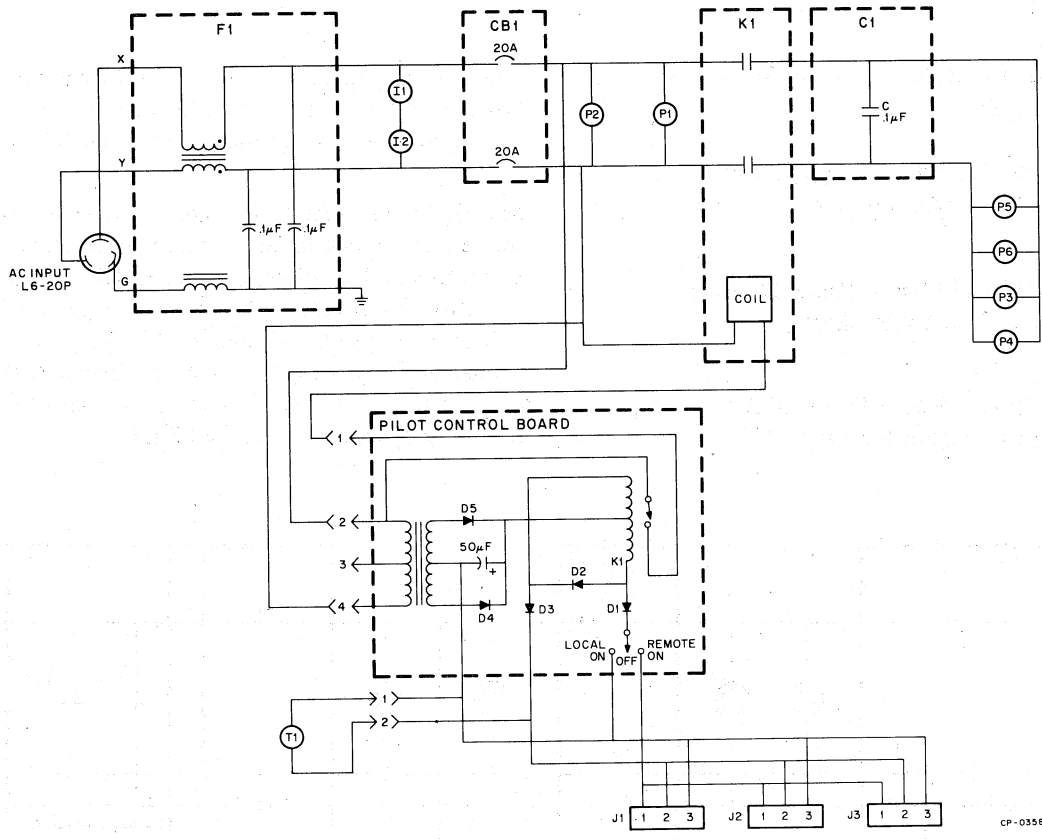 F1
CB1
K1
C1
X
20A
I1
P2
P1
C
.1µF
I2
Y
20A
.1µF
.1µF
P5
AC INPUT
L6-20P
G
P6
COIL
P3
P4
PILOT CONTROL BOARD
1
D5
2
50µF
3
+
K1
D2
4
D4
D3
D1
LOCAL
ON
OFF
REMOTE
ON
1
2
T1
J1
1 2 3
J2
1 2 3
J3
1 2 3
CP-0358